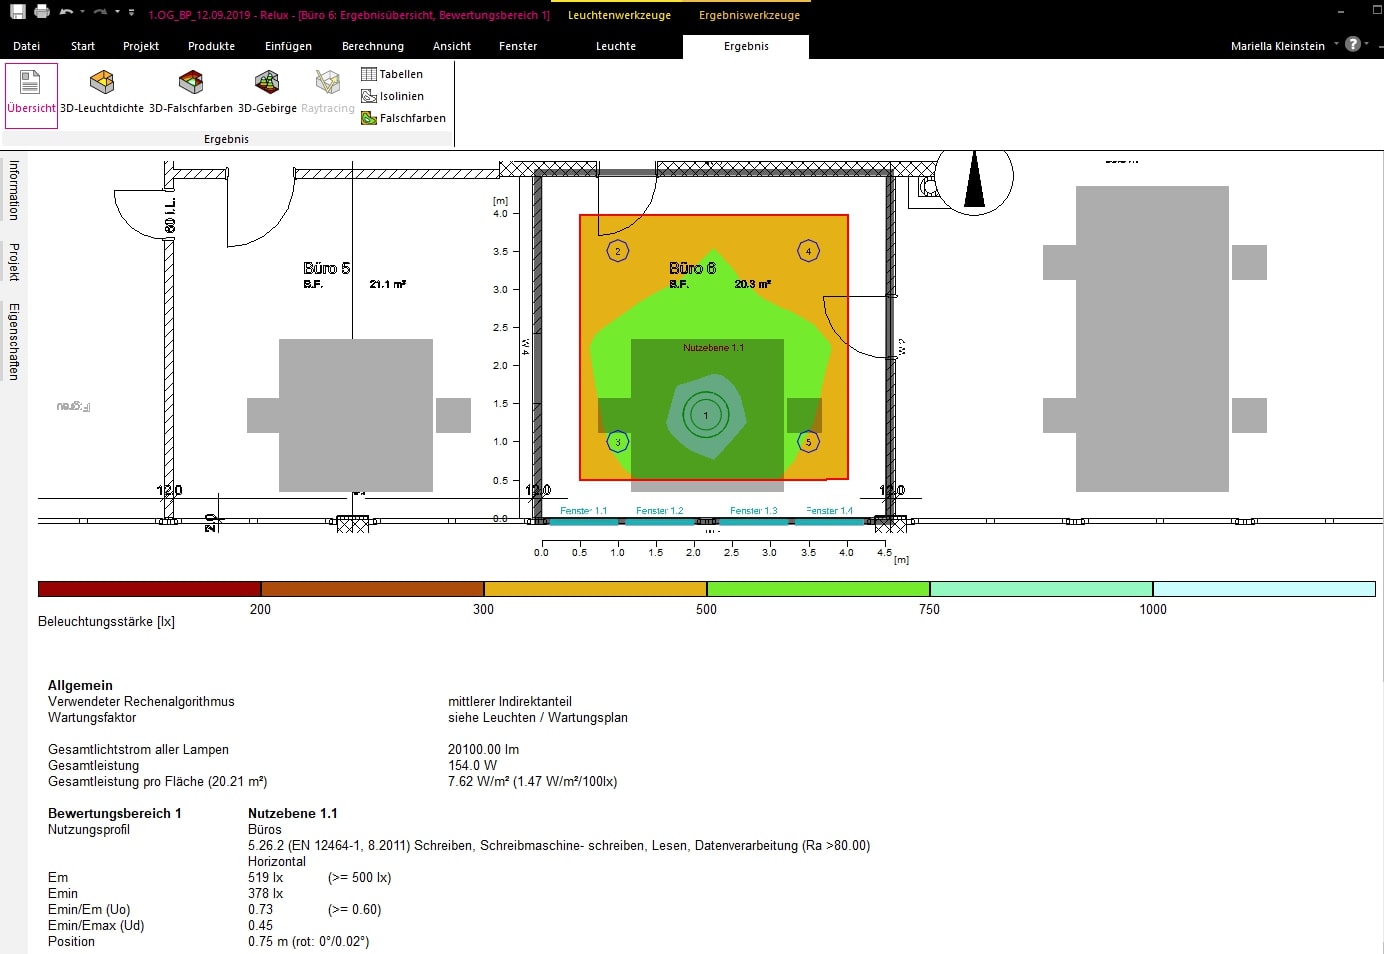 1.OG_BP_12.09.2019 - Relux - [Büro 6: Ergebnisübersicht, Bewertungsbereich 1]
Leuchtenwerkzeuge
Ergebniswerkzeuge
Datei Start Projekt Produkte Einfügen Berechnung Ansicht Fenster Leuchte Ergebnis Mariella Kleinstein ?
Übersicht 3D-Leuchtdichte 3D-Falschfarben 3D-Gebirge Raytracing
Tabellen
Isolinien
Falschfarben
Ergebnis
Information
Projekt
Eigenschaften
60 i.L.
[m]
4.0
3.5
3.0
2.5
2.0
1.5
1.0
0.5
0.0
Büro 5
B.F. 21.1 m²
2
4
Büro 6
B.F. 20.3 m²
W 4
W 2
Nutzebene 1.1
1
3
5
12.0
12.0
12.0
2.0
Fenster 1.1 Fenster 1.2 Fenster 1.3 Fenster 1.4
0.0 0.5 1.0 1.5 2.0 2.5 3.0 3.5 4.0 4.5 [m]
200 300 500 750 1000
Beleuchtungsstärke [lx]
Allgemein
Verwendeter Rechenalgorithmus mittlerer Indirektanteil
Wartungsfaktor siehe Leuchten / Wartungsplan
Gesamtlichtstrom aller Lampen 20100.00 lm
Gesamtleistung 154.0 W
Gesamtleistung pro Fläche (20.21 m²) 7.62 W/m² (1.47 W/m²/100lx)
Bewertungsbereich 1 Nutzebene 1.1
Nutzungsprofil Büros
5.26.2 (EN 12464-1, 8.2011) Schreiben, Schreibmaschine- schreiben, Lesen, Datenverarbeitung (Ra >80.00)
Horizontal
Em 519 lx (>= 500 lx)
Emin 378 lx
Emin/Em (Uo) 0.73 (>= 0.60)
Emin/Emax (Ud) 0.45
Position 0.75 m (rot: 0°/0.02°)